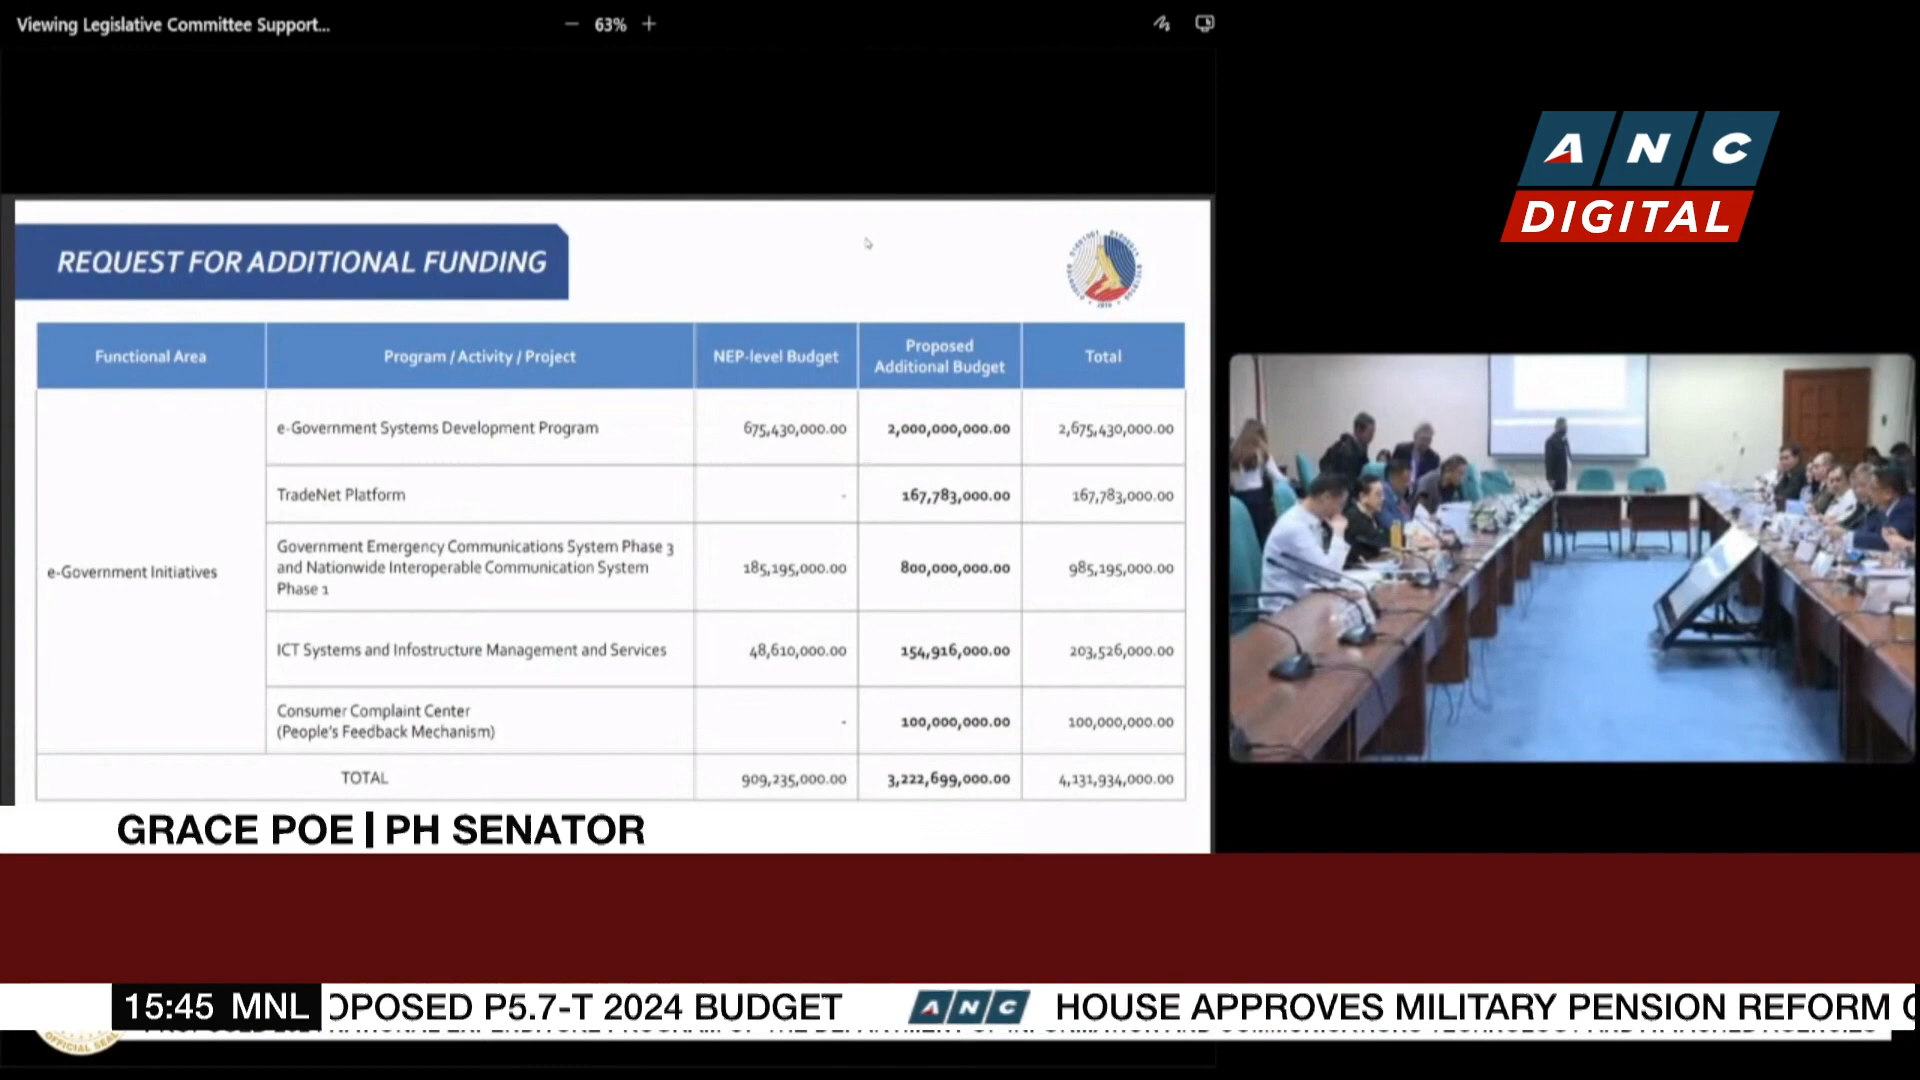 Viewing Legislative Committee Support...
63%
ANC
DIGITAL
REQUEST FOR ADDITIONAL FUNDING
Functional Area
Program / Activity / Project
NEP-level Budget
Proposed
Additional Budget
Total
e-Government Initiatives
e-Government Systems Development Program
675,430,000.00
2,000,000,000.00
2,675,430,000.00
TradeNet Platform
-
167,783,000.00
167,783,000.00
Government Emergency Communications System Phase 3
and Nationwide Interoperable Communication System
Phase 1
185,195,000.00
800,000,000.00
985,195,000.00
ICT Systems and Infostructure Management and Services
48,610,000.00
154,916,000.00
203,526,000.00
Consumer Complaint Center
(People's Feedback Mechanism)
-
100,000,000.00
100,000,000.00
TOTAL
909,235,000.00
3,222,699,000.00
4,131,934,000.00
GRACE POE | PH SENATOR
15:45 MNL
OPOSED P5.7-T 2024 BUDGET
ANC
HOUSE APPROVES MILITARY PENSION REFORM
OFFICIAL SEAL